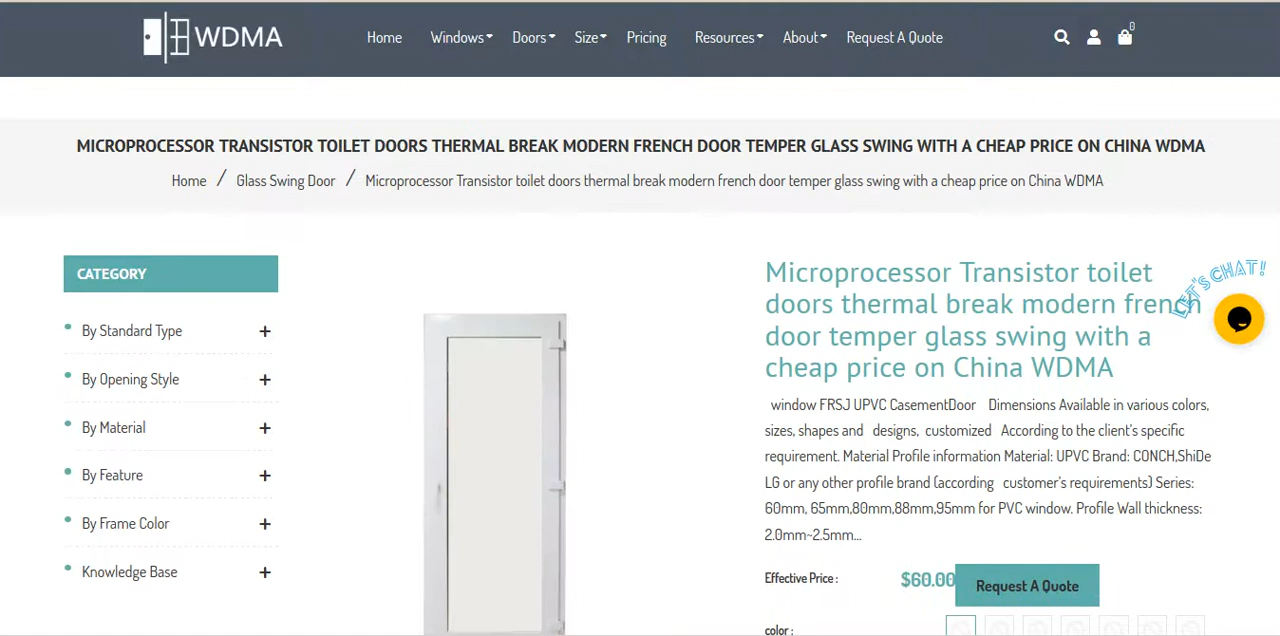 WDMA
Home Windows Doors Size Pricing Resources About Request A Quote
0
MICROPROCESSOR TRANSISTOR TOILET DOORS THERMAL BREAK MODERN FRENCH DOOR TEMPER GLASS SWING WITH A CHEAP PRICE ON CHINA WDMA
Home / Glass Swing Door / Microprocessor Transistor toilet doors thermal break modern french door temper glass swing with a cheap price on China WDMA
CATEGORY
By Standard Type +
By Opening Style +
By Material +
By Feature +
By Frame Color +
Knowledge Base +
Microprocessor Transistor toilet
doors thermal break modern french
door temper glass swing with a
cheap price on China WDMA
LET'S CHAT!
window FRSJ UPVC CasementDoor Dimensions Available in various colors,
sizes, shapes and designs, customized According to the client's specific
requirement. Material Profile information Material: UPVC Brand: CONCH,ShiDe
LG or any other profile brand (according customer's requirements) Series:
60mm, 65mm,80mm,88mm,95mm for PVC window. Profile Wall thickness:
2.0mm~2.5mm...
Effective Price : $60.00 Request A Quote
color :